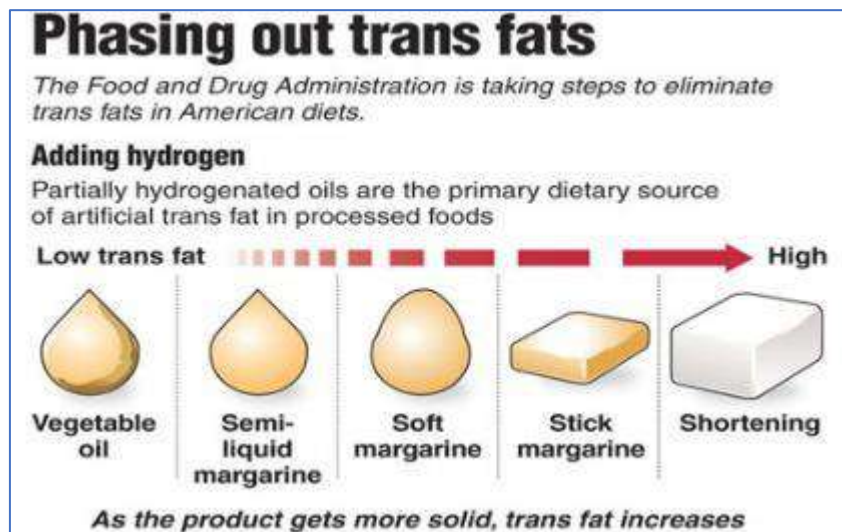 Phasing out trans fats
The Food and Drug Administration is taking steps to eliminate
trans fats in American diets.
Adding hydrogen
Partially hydrogenated oils are the primary dietary source
of artificial trans fat in processed foods
Low trans fat High
Vegetable oil
Semi-liquid margarine
Soft margarine
Stick margarine
Shortening
As the product gets more solid, trans fat increases